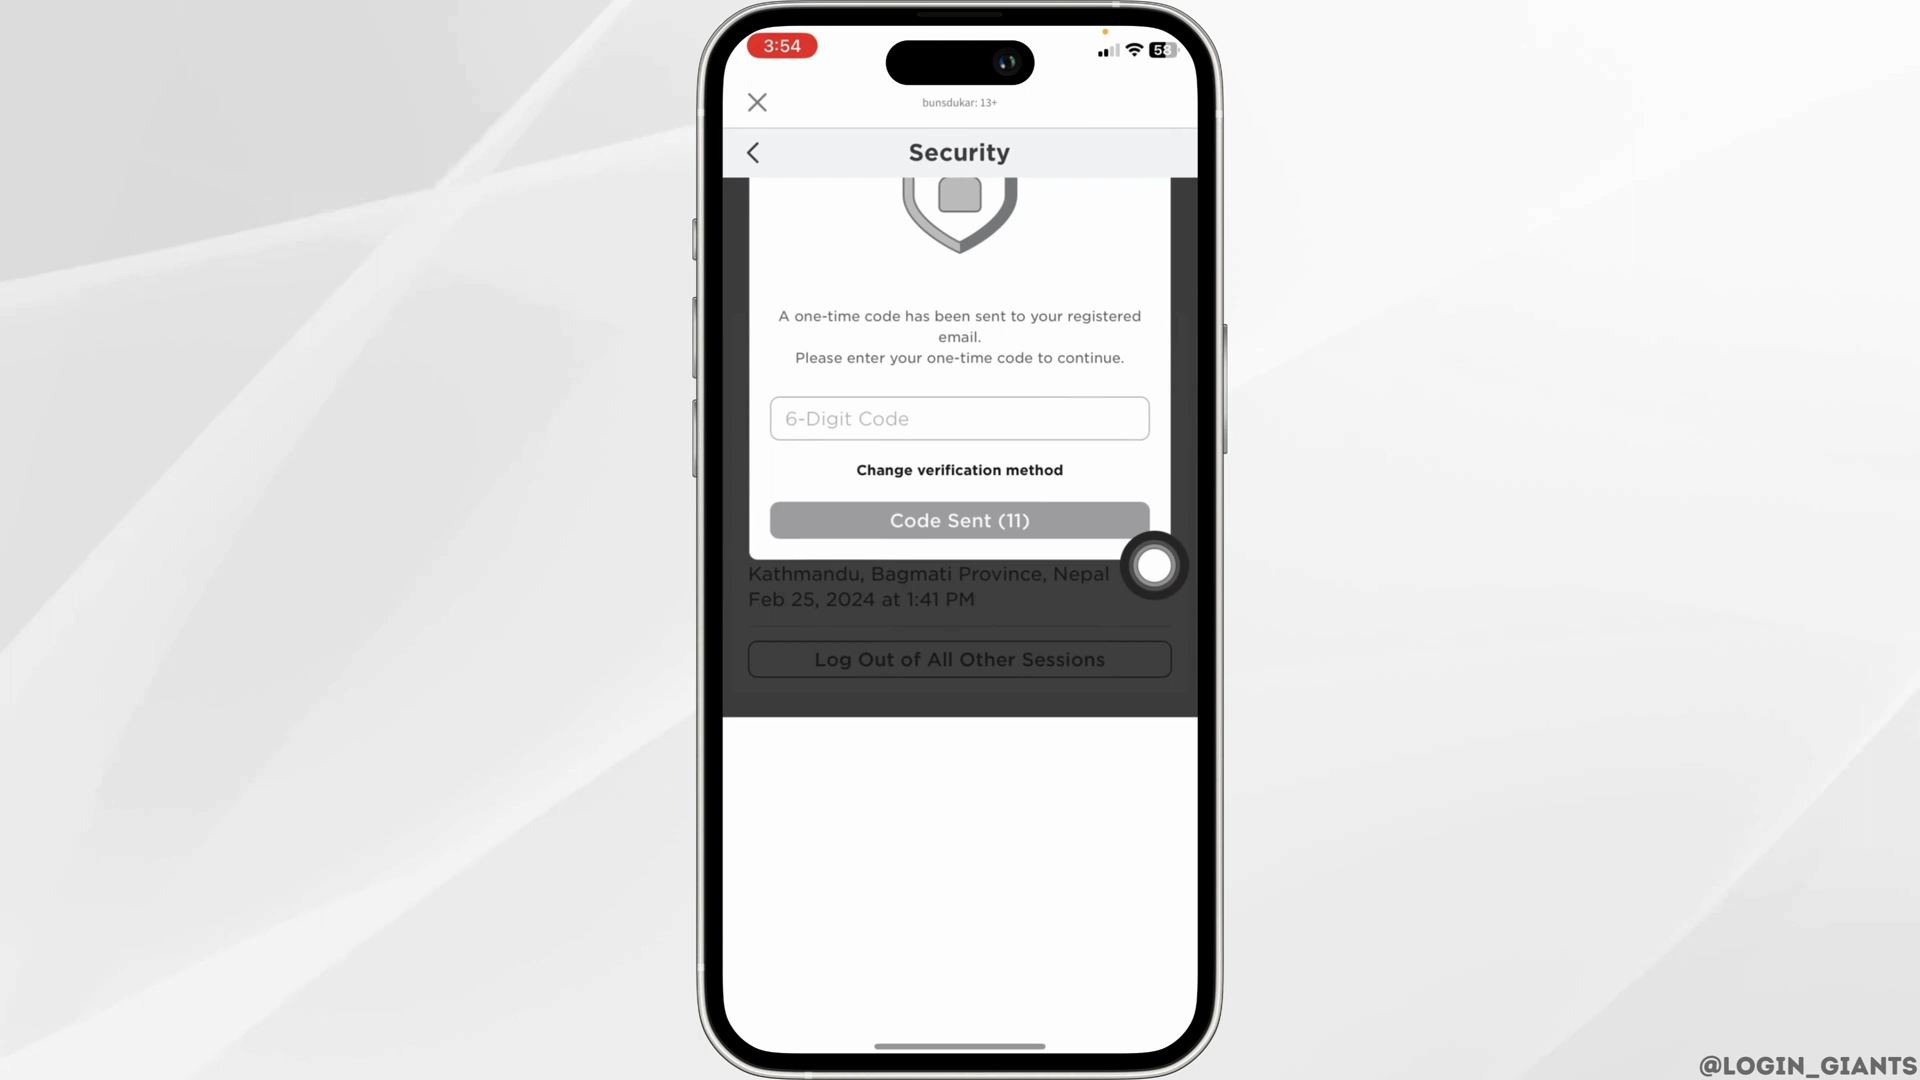 3:54
58
bunsdukar: 13+
Security
A one-time code has been sent to your registered
email.
Please enter your one-time code to continue.
6-Digit Code
Change verification method
Code Sent (11)
Kathmandu, Bagmati Province, Nepal
Feb 25, 2024 at 1:41 PM
Log Out of All Other Sessions
@LOGIN_GIANTS